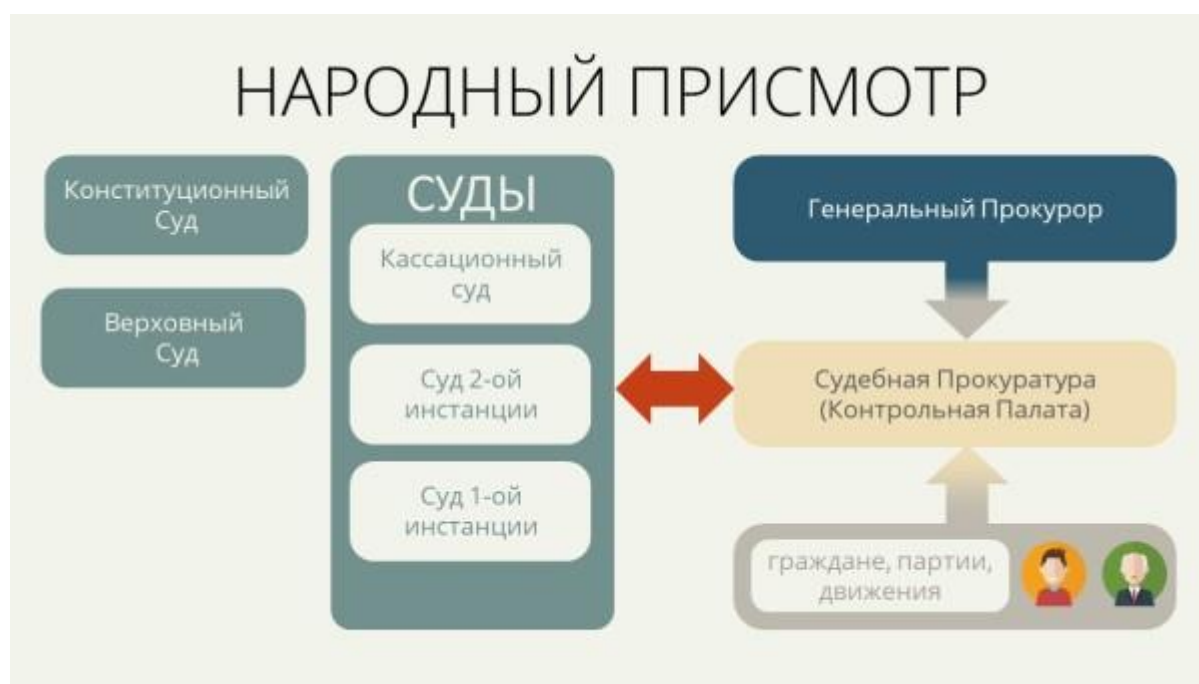 НАРОДНЫЙ ПРИСМОТР
Конституционный
Суд
Верховный
Суд
СУДЫ
Кассационный
суд
Суд 2-ой
инстанции
Суд 1-ой
инстанции
Генеральный Прокурор
Судебная Прокуратура
(Контрольная Палата)
граждане, партии,
движения